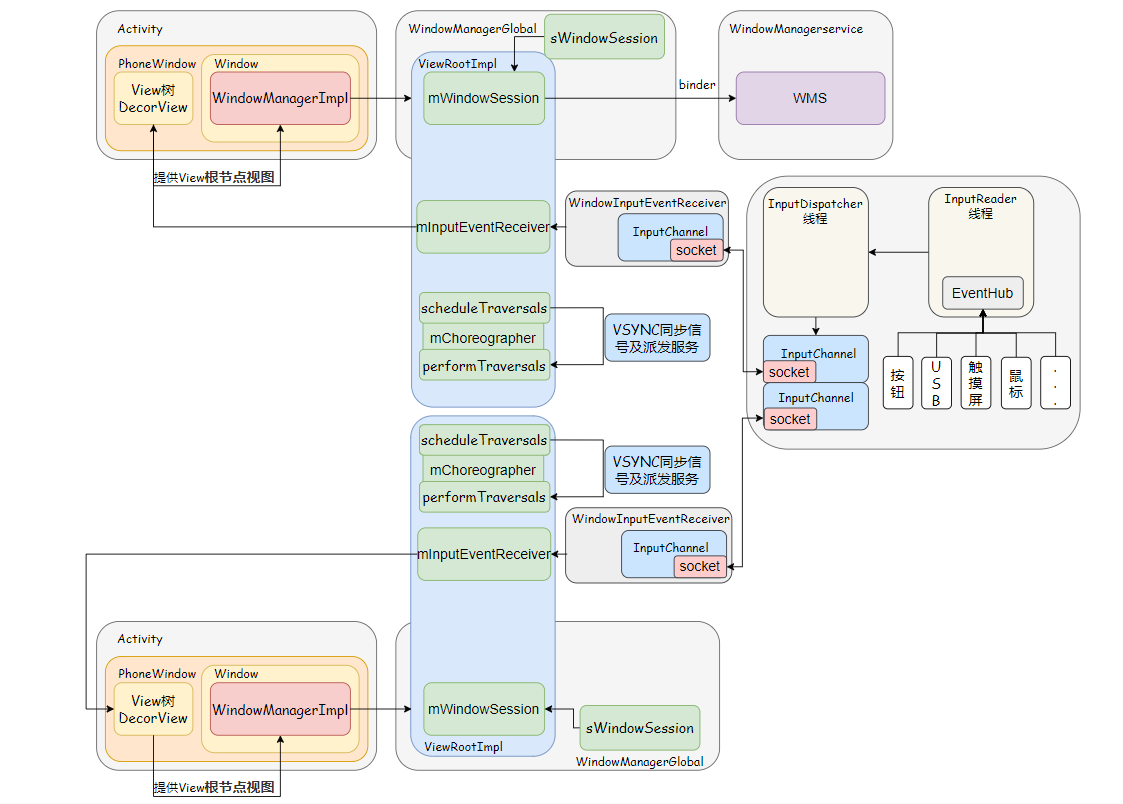 Activity
WindowManagerGlobal
sWindowSession
WindowManagerservice
PhoneWindow
Window
ViewRootImpl
View树
DecorView
WindowManagerImpl
mWindowSession
binder
WMS
提供View根节点视图
mInputEventReceiver
WindowInputEventReceiver
InputChannel
socket
InputDispatcher
线程
InputReader
线程
EventHub
scheduleTraversals
mChoreographer
performTraversals
VSYNC同步信
号及派发服务
InputChannel
socket
InputChannel
socket
按
钮
U
S
B
触
摸
屏
鼠
标
.
.
.
scheduleTraversals
mChoreographer
performTraversals
VSYNC同步信
号及派发服务
WindowInputEventReceiver
mInputEventReceiver
InputChannel
socket
Activity
PhoneWindow
Window
View树
DecorView
WindowManagerImpl
mWindowSession
sWindowSession
ViewRootImpl
WindowManagerGlobal
提供View根节点视图